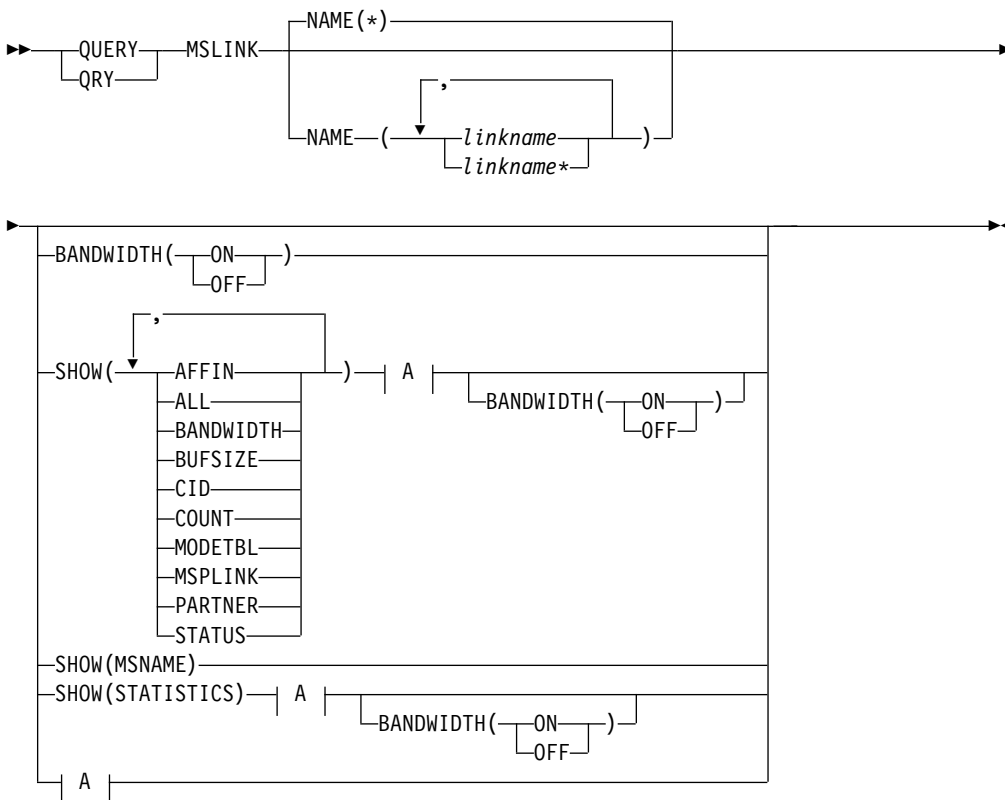 NAME(*)
QUERY MSLINK
QRY
,
NAME ( linkname )
linkname*
BANDWIDTH( ON )
OFF
,
SHOW( AFFIN ) A
ALL BANDWIDTH( ON )
BANDWIDTH OFF
BUFSIZE
CID
COUNT
MODETBL
MSPLINK
PARTNER
STATUS
SHOW(MSNAME)
SHOW(STATISTICS) A
BANDWIDTH( ON )
OFF
A